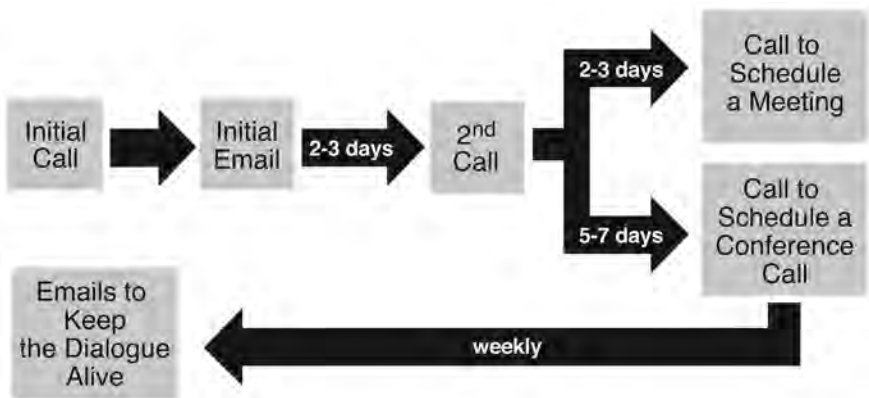 Initial
Call
Initial
Email
2-3 days
2nd
Call
2-3 days
Call to
Schedule
a Meeting
5-7 days
Call to
Schedule a
Conference
Call
weekly
Emails to
Keep
the Dialogue
Alive